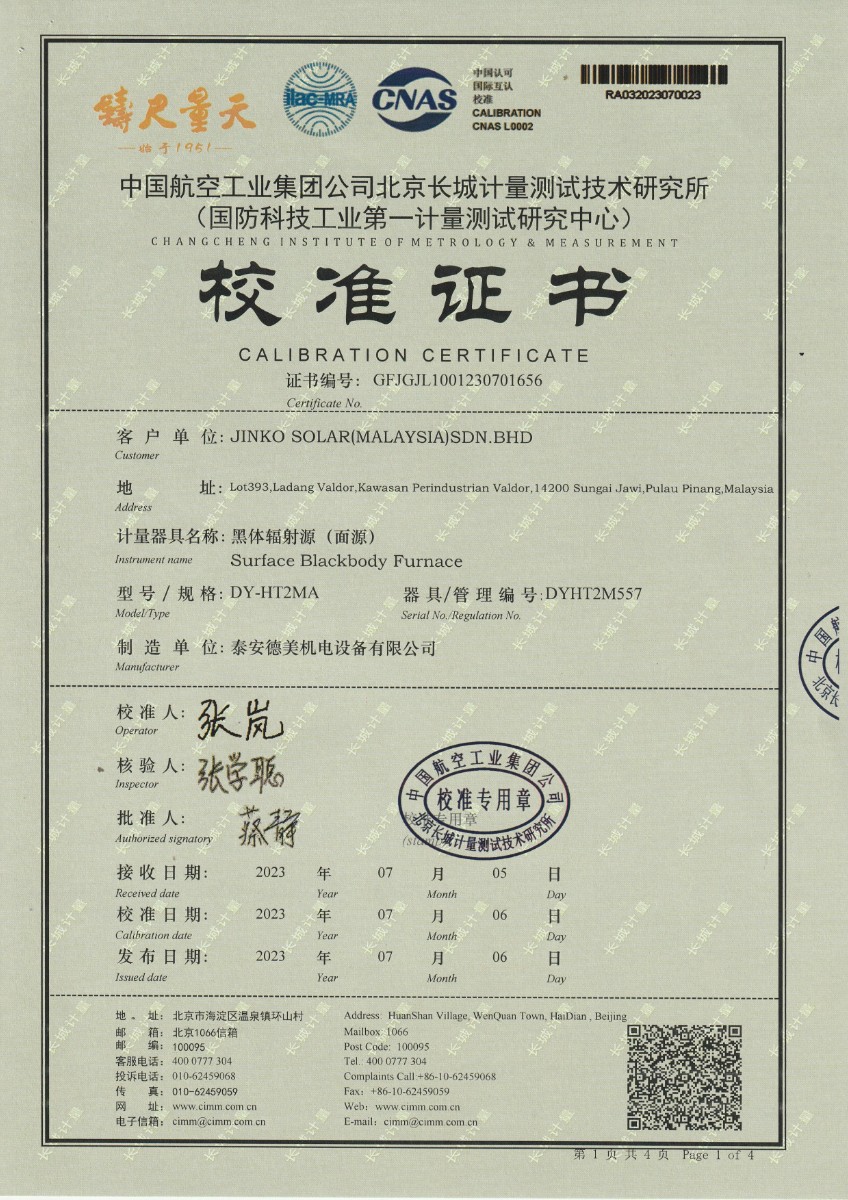 鑄尺量天
始于1951
ilac-MRA
CNAS
中国认可
国际互认
校准
CALIBRATION
CNAS L0002
RA032023070023
中国航空工业集团公司北京长城计量测试技术研究所
（国防科技工业第一计量测试研究中心）
CHANGCHENG INSTITUTE OF METROLOGY & MEASUREMENT
校准证书
CALIBRATION CERTIFICATE
证书编号： GFJGJL1001230701656
Certificate No.
客户单位: JINKO SOLAR(MALAYSIA)SDN.BHD
Customer
地 址: Lot393,Ladang Valdor,Kawasan Perindustrian Valdor,14200 Sungai Jawi,Pulau Pinang,Malaysia
Address
计量器具名称: 黑体辐射源（面源）
Instrument name Surface Blackbody Furnace
型号/规格: DY-HT2MA 器具/管理编号:DYHT2M557
Model/Type Serial No./Regulation No.
制造单位: 泰安德美机电设备有限公司
Manufacturer
校准人: 张岚
Operator
核验人: 张学聪
Inspector
批准人: 蔡静
Authorized signatory
中国航空工业集团公司
校准专用章
北京长城计量测试技术研究所
接收日期: 2023 年 07 月 05 日
Received date Year Month Day
校准日期: 2023 年 07 月 06 日
Calibration date Year Month Day
发布日期: 2023 年 07 月 06 日
Issued date Year Month Day
地 址: 北京市海淀区温泉镇环山村 Address: HuanShan Village, WenQuan Town, HaiDian , Beijing
邮 箱: 北京1066信箱 Mailbox 1066
邮 编: 100095 Post Code: 100095
客服电话: 400 0777 304 Tel. 400 0777 304
投诉电话: 010-62459068 Complaints Call:+86-10-62459068
传 真: 010-62459059 Fax: +86-10-62459059
网 址: www.cimm.com.cn Web: www.cimm.com.cn
电子信箱: cimm@cimm.com.cn E-mail: cimm@cimm.com.cn
第 1 页 共 4 页 Page 1 of 4